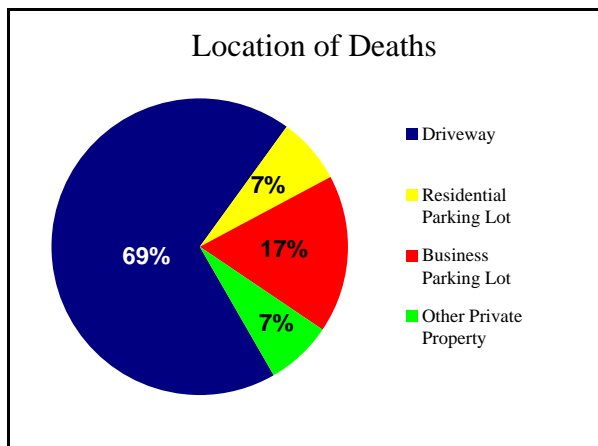 Location of Deaths
Driveway
7%
Residential
Parking Lot
69%
17%
Business
Parking Lot
7%
Other Private
Property